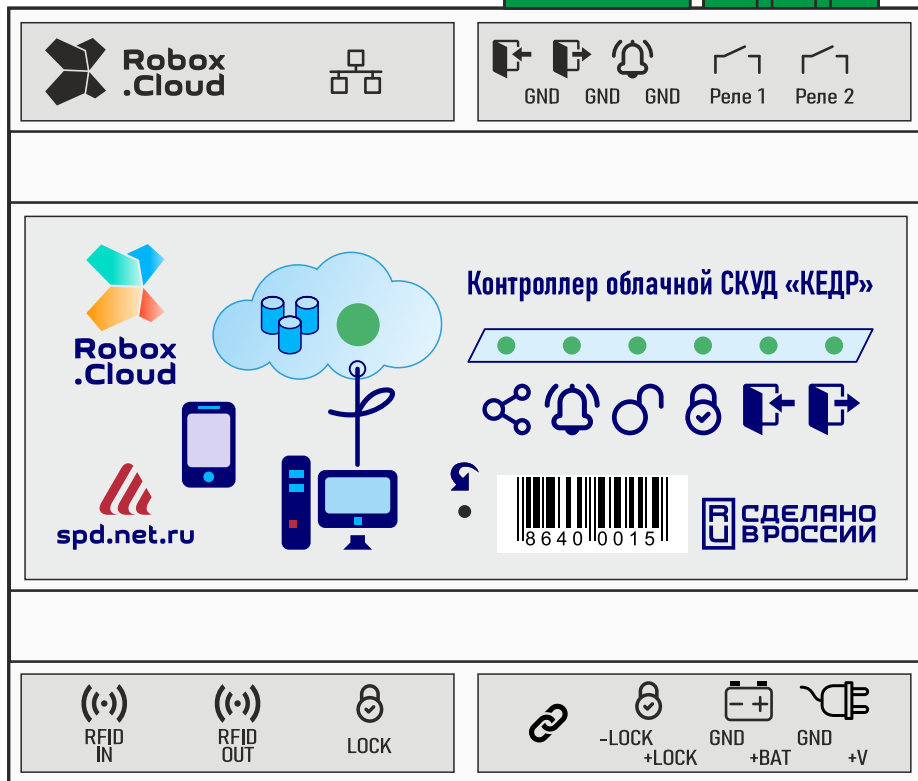 Robox
.Cloud
GND GND GND Реле 1 Реле 2
Контроллер облачной СКУД «КЕДР»
Robox
.Cloud
spd.net.ru
8640 0015
RU
СДЕЛАНО
В РОССИИ
RFID
IN
RFID
OUT
LOCK
-LOCK
+LOCK
GND
+BAT
GND
+V